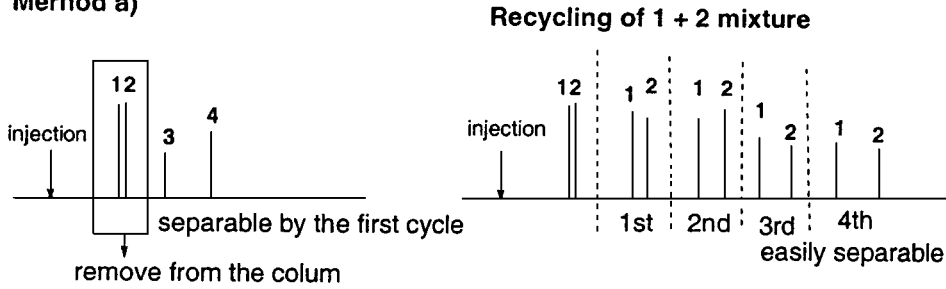 Method a)
Recycling of 1 + 2 mixture
1 2
3
4
injection
separable by the first cycle
remove from the colum
1 2
1 2
1 2
1
2
1
2
injection
1st
2nd
3rd
4th
easily separable